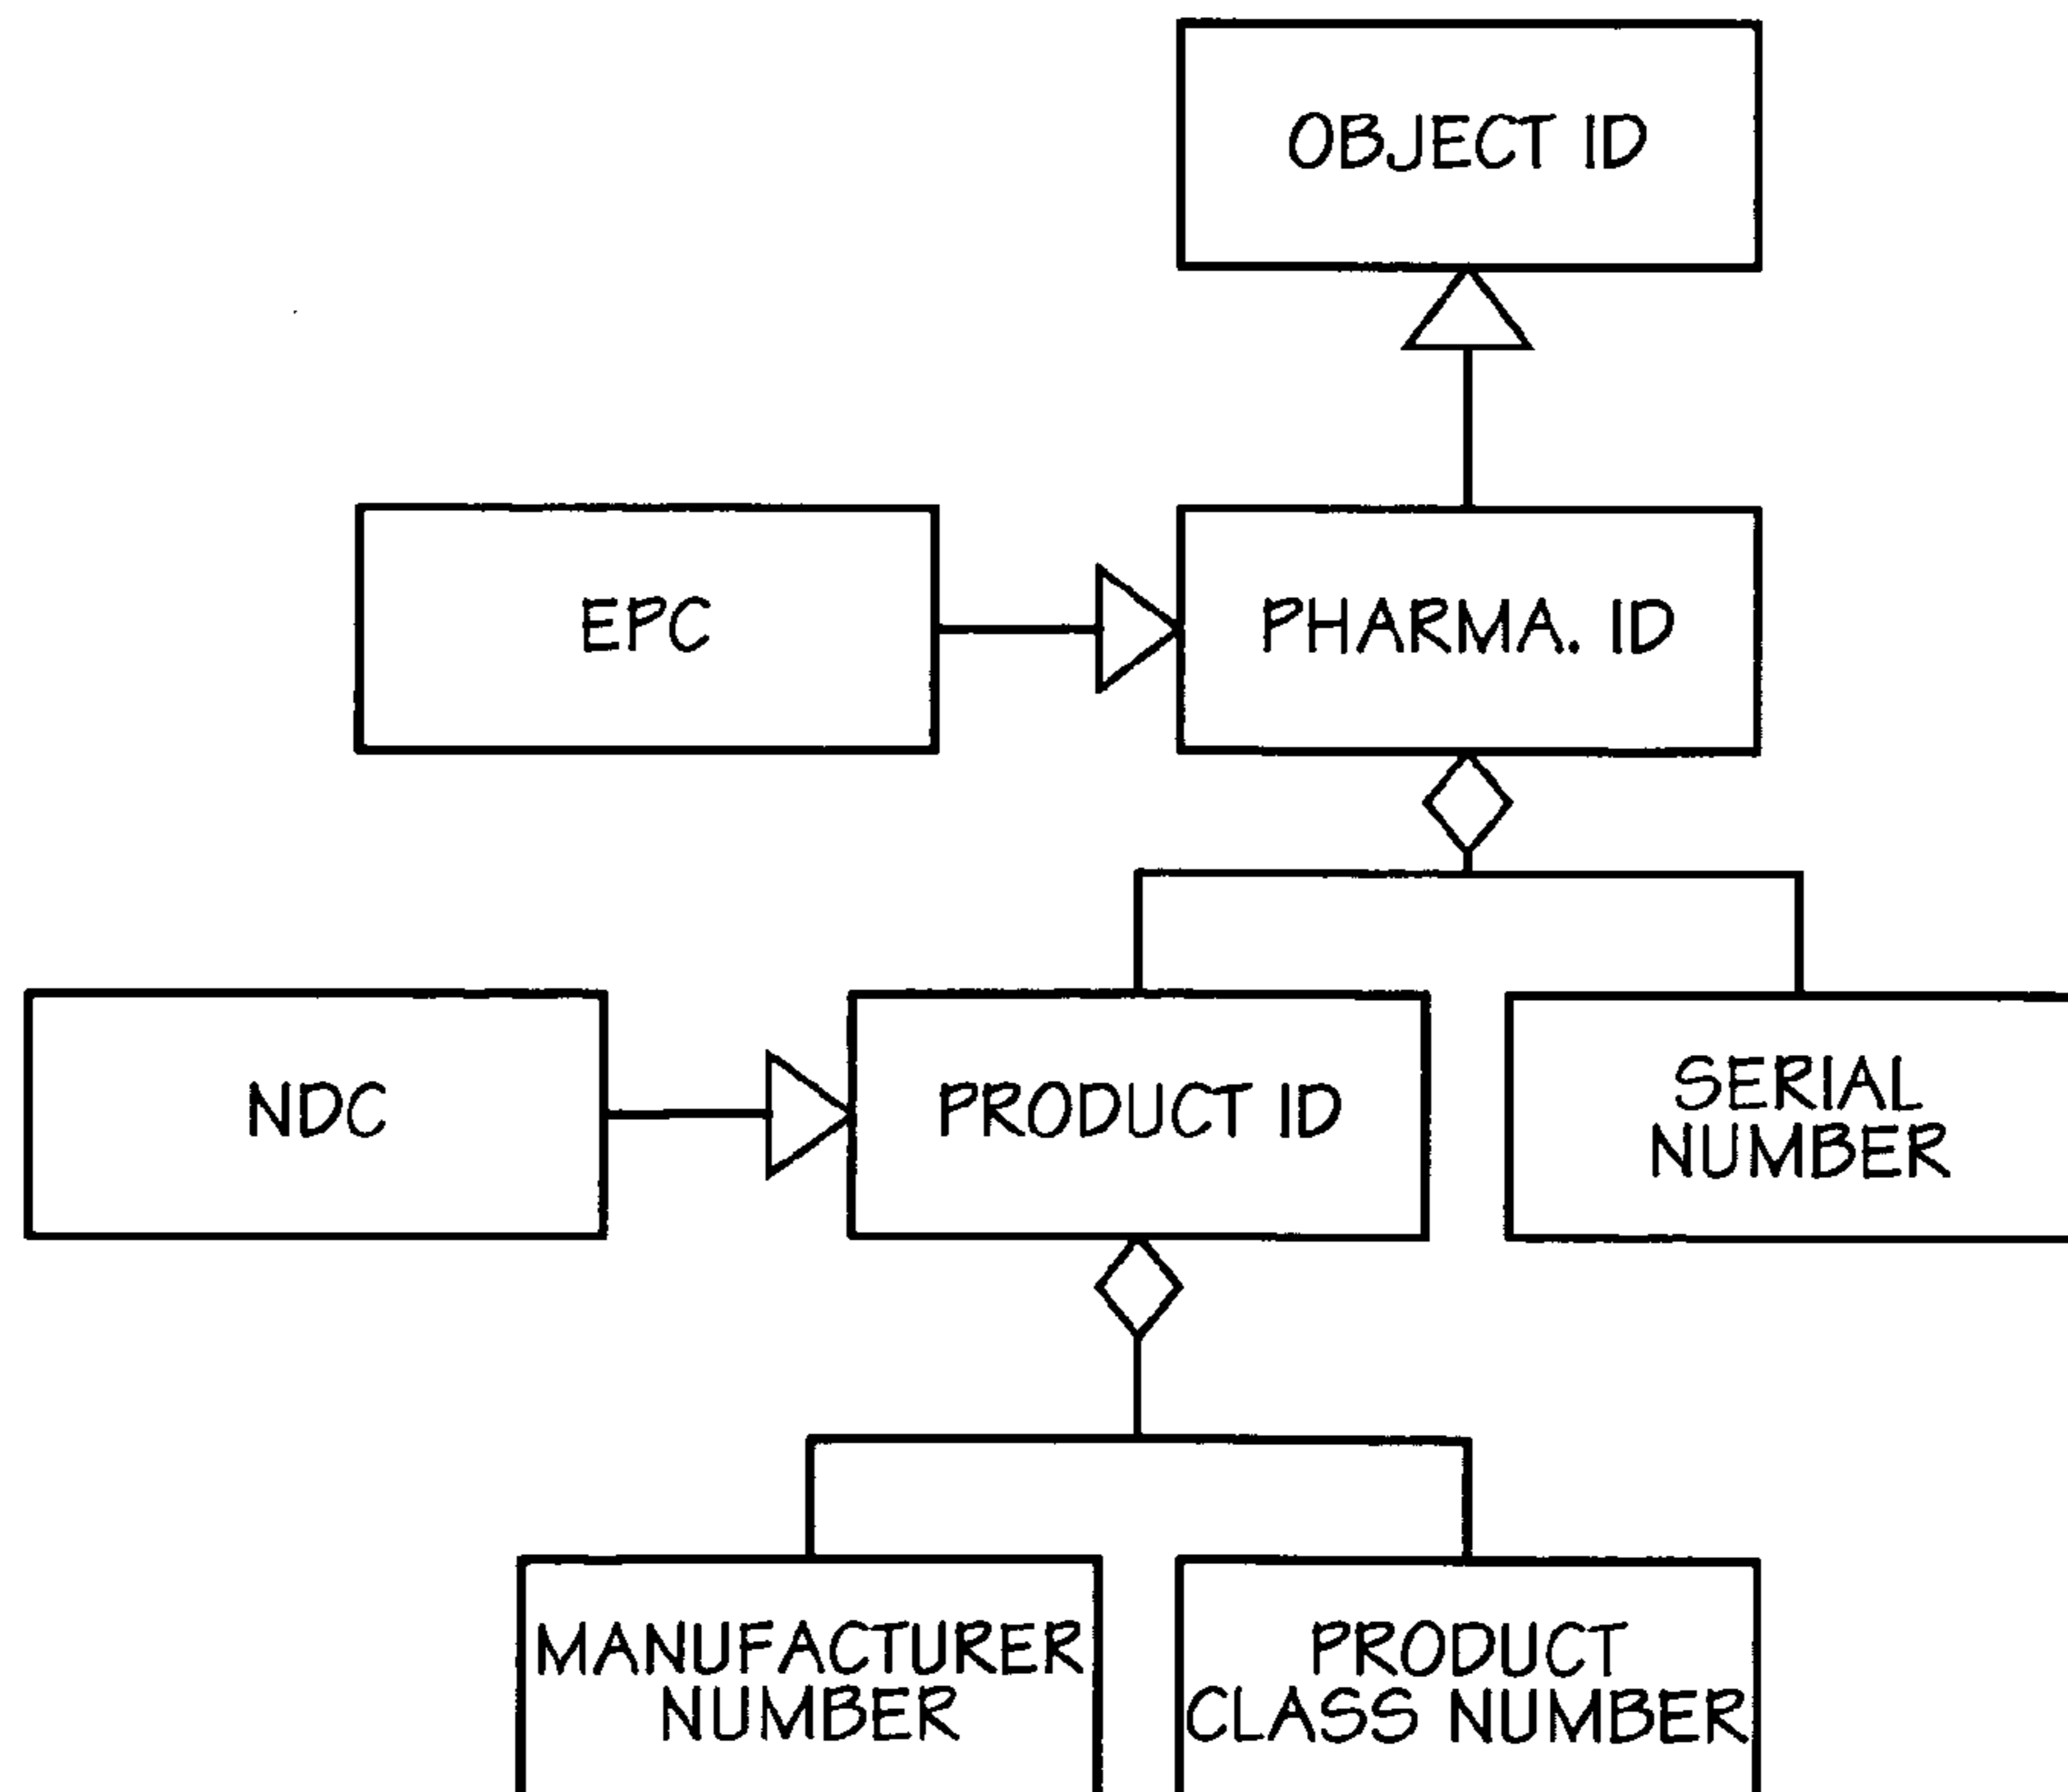 OBJECT ID
EPC
PHARMA. ID
NDC
PRODUCT ID
SERIAL
NUMBER
MANUFACTURER
NUMBER
PRODUCT
CLASS NUMBER